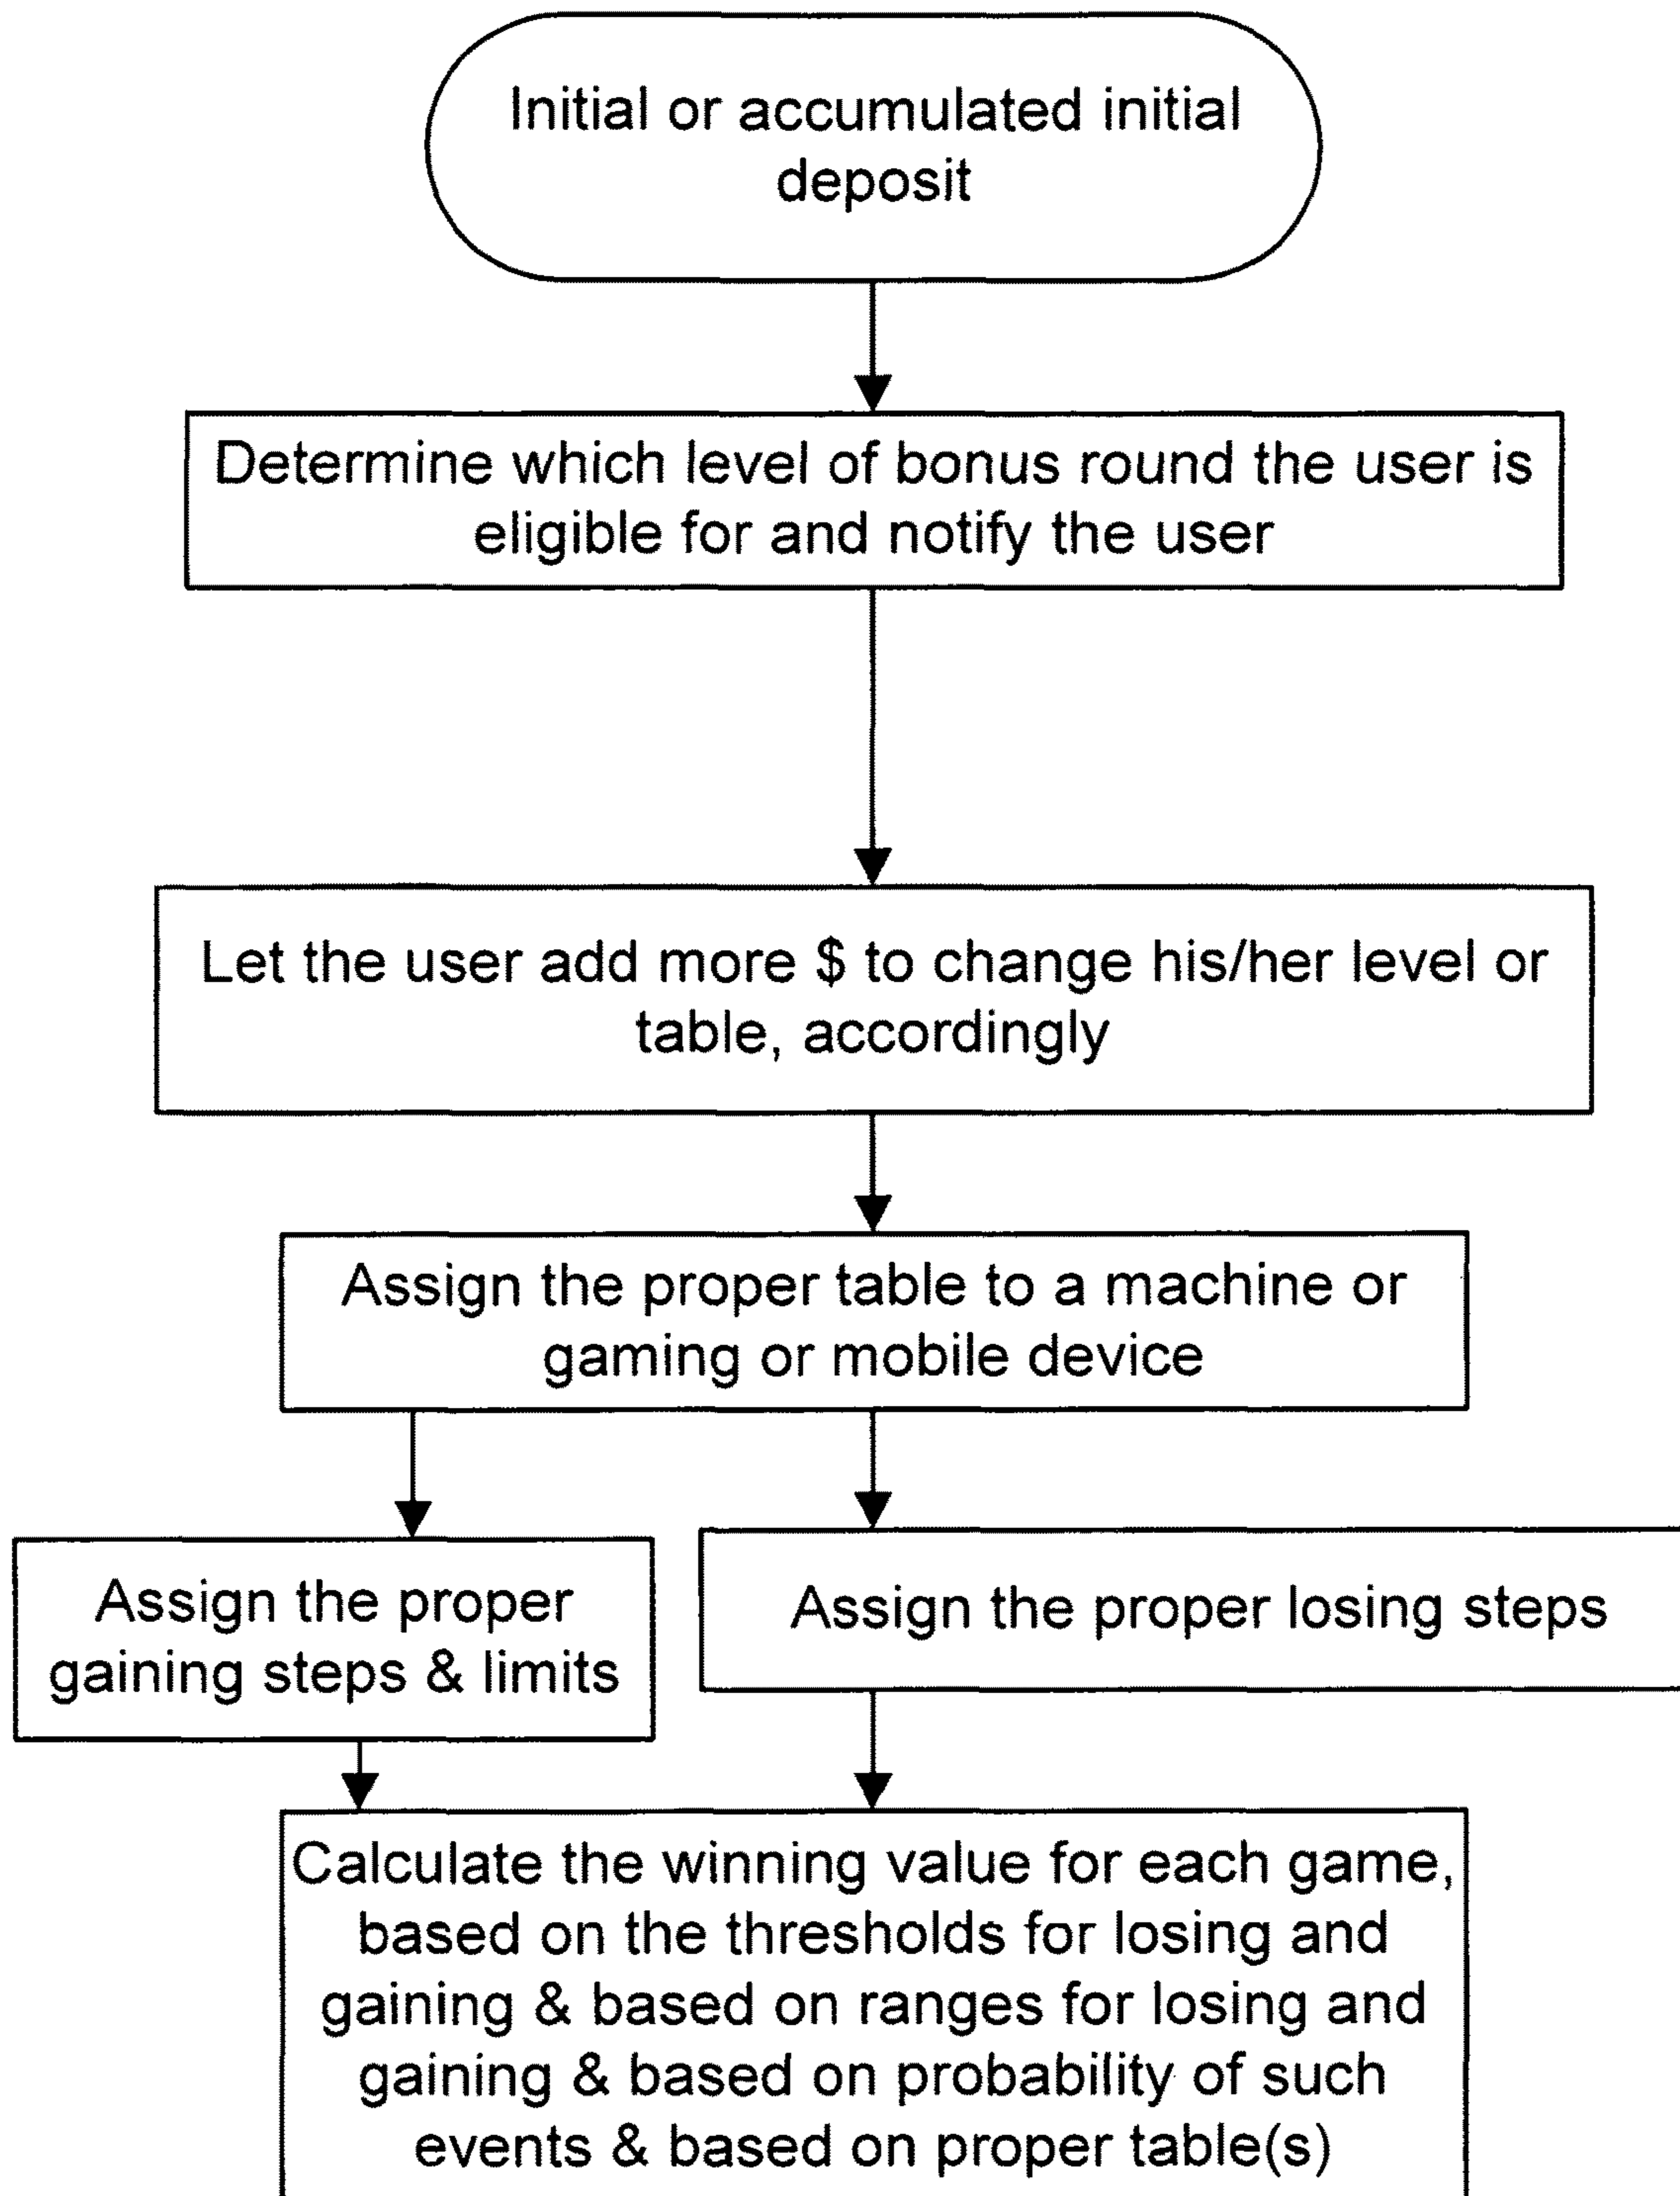 Initial or accumulated initial
deposit
Determine which level of bonus round the user is
eligible for and notify the user
Let the user add more $ to change his/her level or
table, accordingly
Assign the proper table to a machine or
gaming or mobile device
Assign the proper
gaining steps & limits
Assign the proper losing steps
Calculate the winning value for each game,
based on the thresholds for losing and
gaining & based on ranges for losing and
gaining & based on probability of such
events & based on proper table(s)